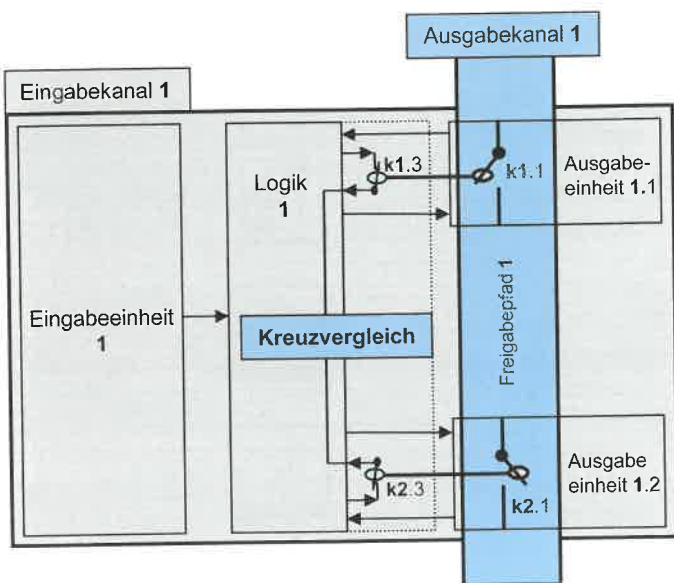 Ausgabekanal 1
Eingabekanal 1
Eingabeeinheit
1
Logik
1
k1.3
k1.1
Ausgabe-
einheit 1.1
Kreuzvergleich
Freigabepfad 1
k2.3
k2.1
Ausgabe
einheit 1.2